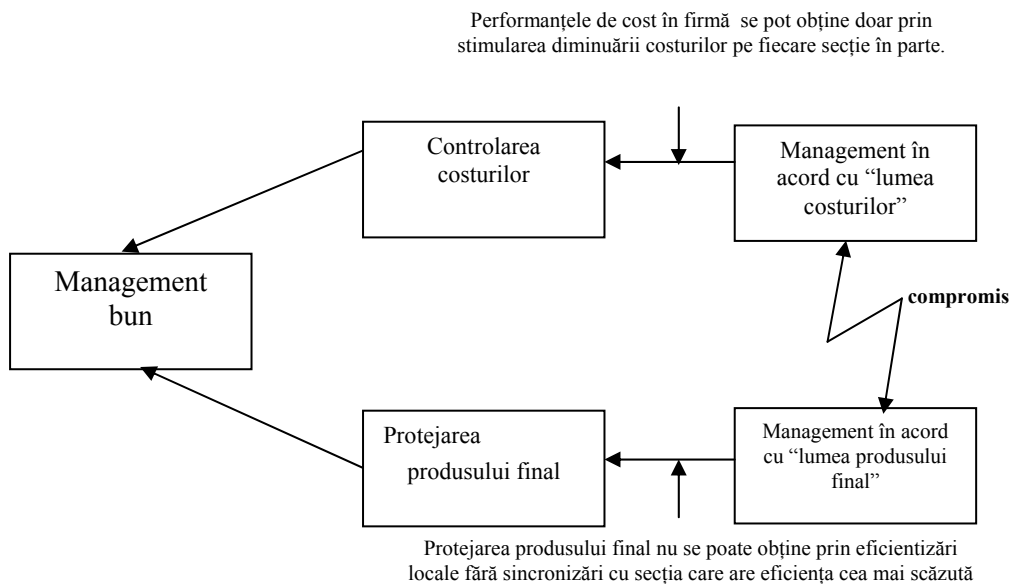 Performanțele de cost în firmă se pot obține doar prin
stimularea diminuării costurilor pe fiecare secție în parte.
Controlarea
costurilor
Management în
acord cu “lumea
costurilor”
Management
bun
compromis
Protejarea
produsului final
Management în acord
cu “lumea produsului
final”
Protejarea produsului final nu se poate obține prin eficientizări
locale fără sincronizări cu secția care are eficiența cea mai scăzută